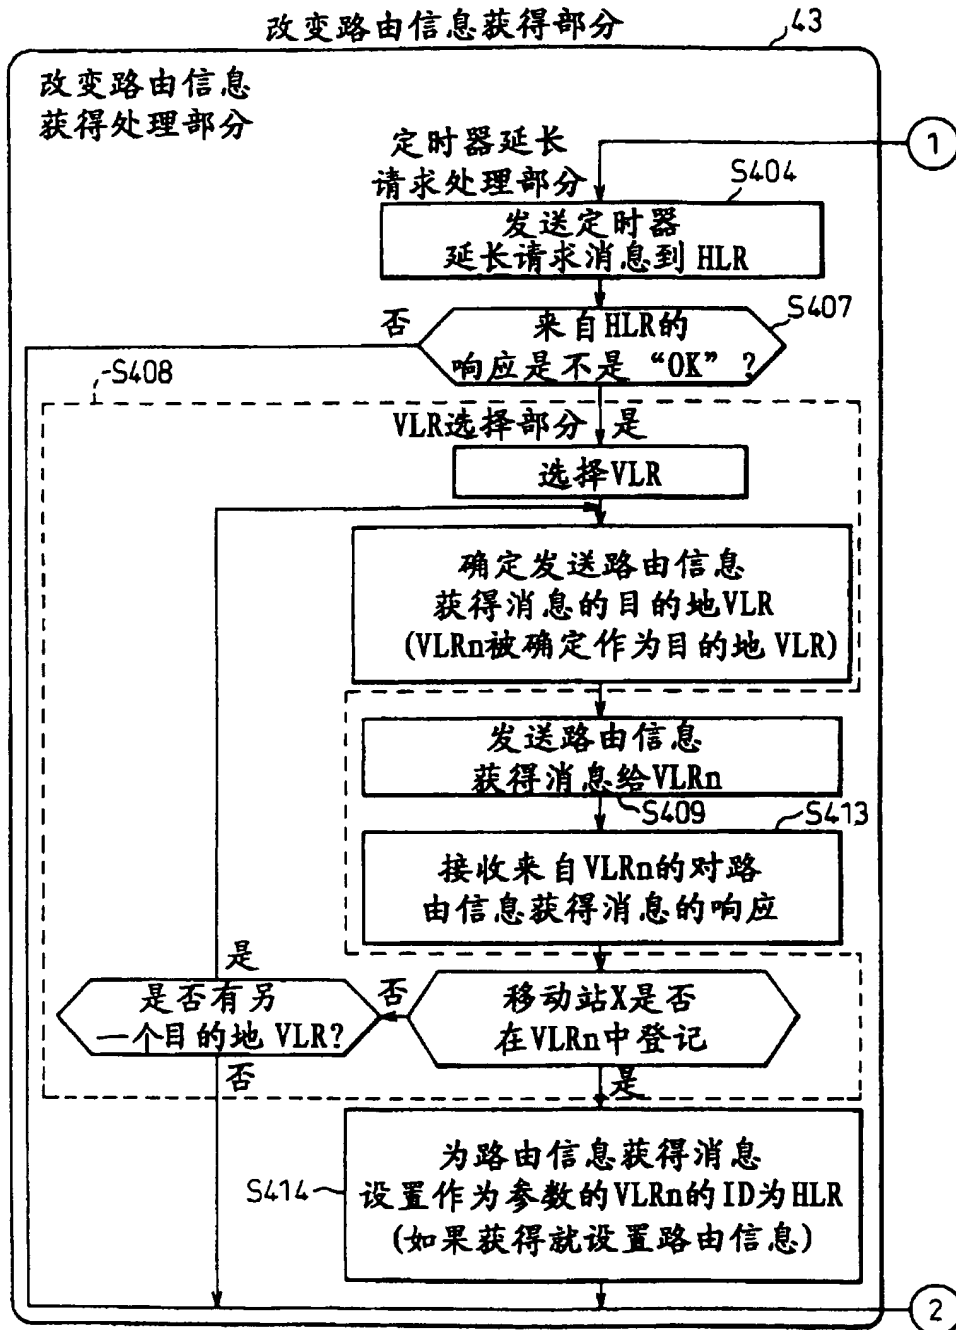 改变路由信息获得部分
43
改变路由信息
获得处理部分
1
定时器延长
请求处理部分
S404
发送定时器
延长请求消息到 HLR
S407
否
来自HLR的
响应是不是 “OK” ?
S408
VLR选择部分
是
选择VLR
确定发送路由信息
获得消息的目的地VLR
(VLRn被确定作为目的地 VLR)
发送路由信息
获得消息给VLRn
S409
S413
接收来自VLRn的对路
由信息获得消息的响应
是
是否有另
一个目的地 VLR?
否
移动站X是否
在VLRn中登记
否
是
S414
为路由信息获得消息
设置作为参数的VLRn的ID为HLR
(如果获得就设置路由信息)
2